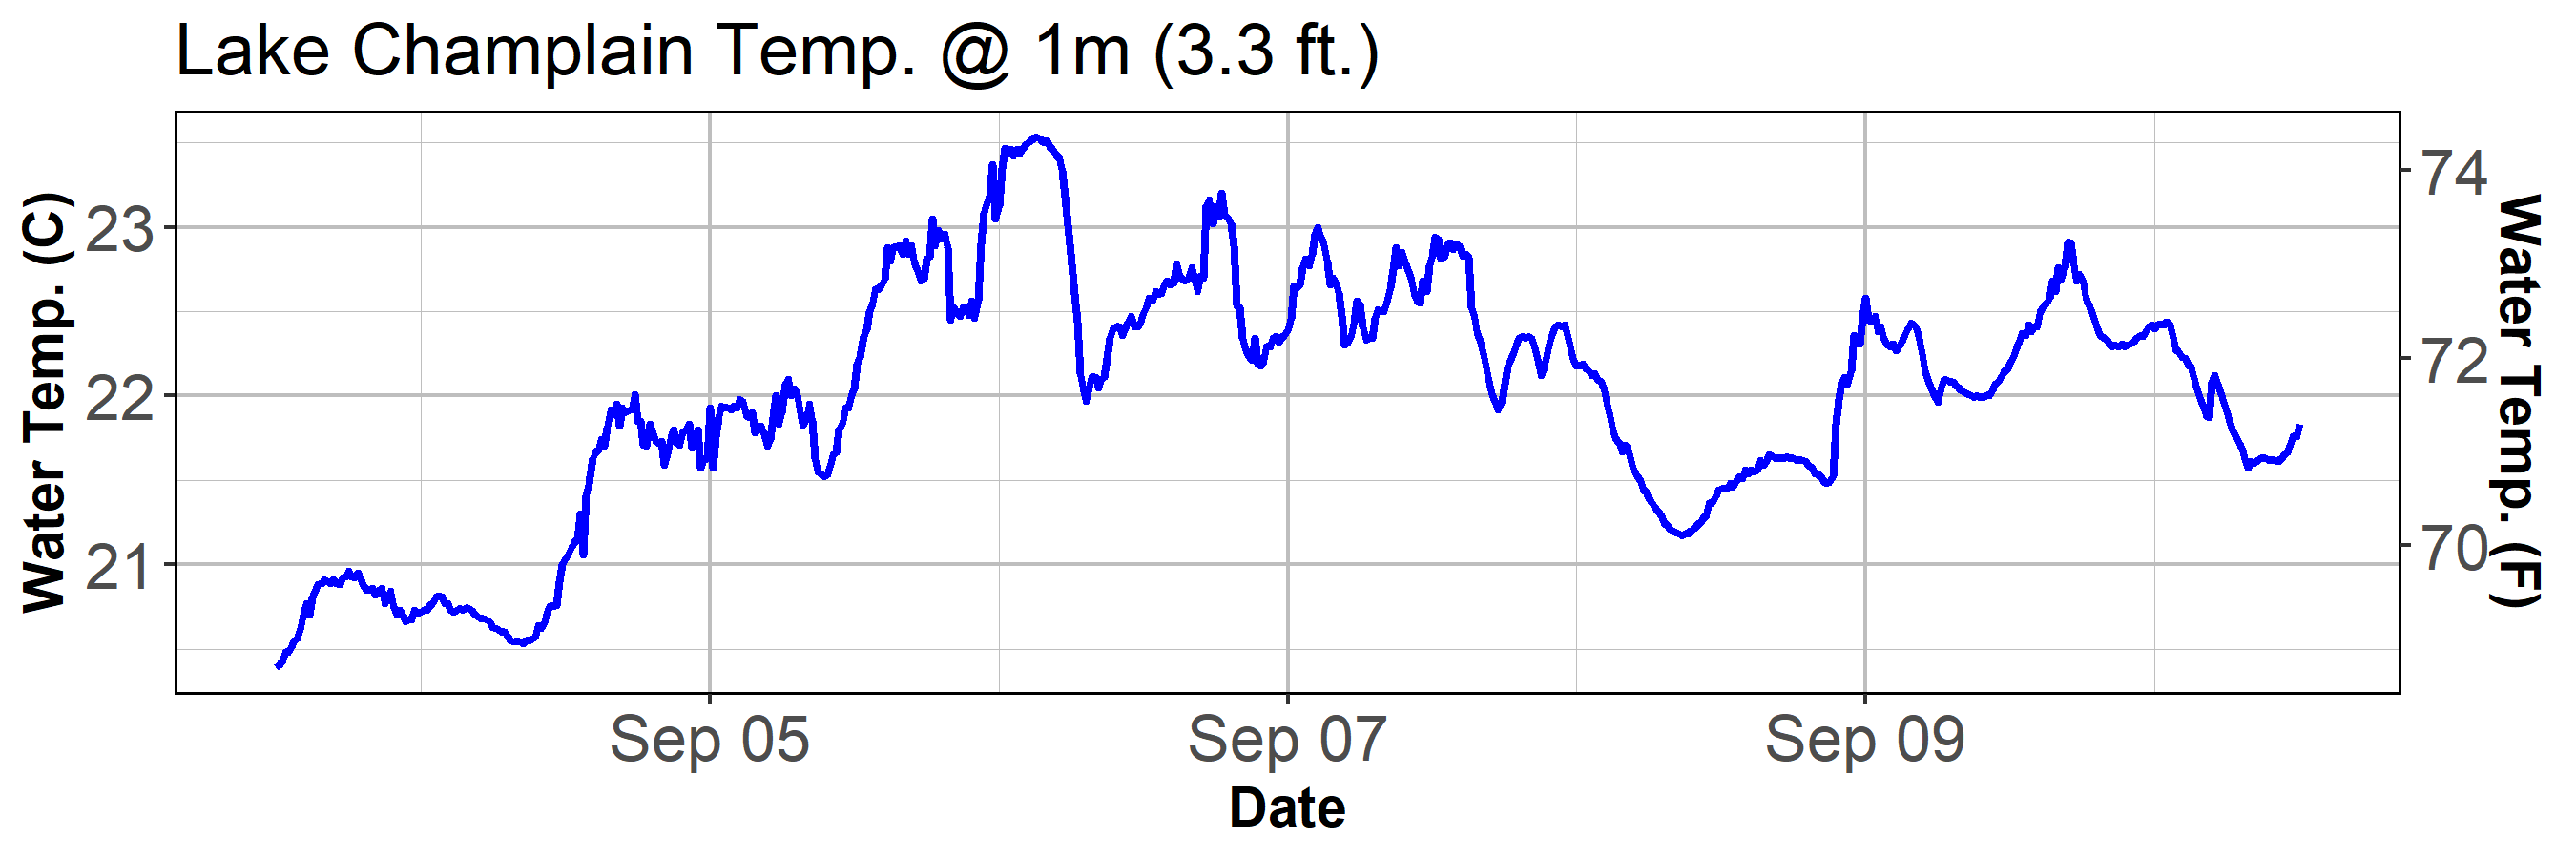 Lake Champlain Temp. @ 1m (3.3 ft.)
Water Temp. (C)
23
22
21
74
72
70
Water Temp. (F)
Sep 05
Sep 07
Sep 09
Date